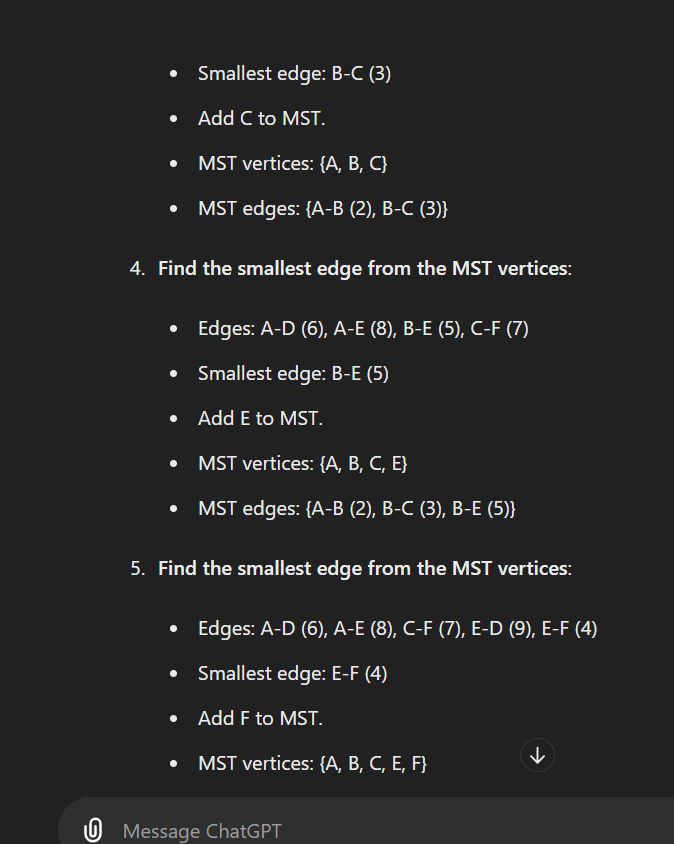 • Smallest edge: B-C (3)
• Add C to MST.
• MST vertices: {A, B, C}
• MST edges: {A-B (2), B-C (3)}
4. Find the smallest edge from the MST vertices:
• Edges: A-D (6), A-E (8), B-E (5), C-F (7)
• Smallest edge: B-E (5)
• Add E to MST.
• MST vertices: {A, B, C, E}
• MST edges: {A-B (2), B-C (3), B-E (5)}
5. Find the smallest edge from the MST vertices:
• Edges: A-D (6), A-E (8), C-F (7), E-D (9), E-F (4)
• Smallest edge: E-F (4)
• Add F to MST.
• MST vertices: {A, B, C, E, F}
Message ChatGPT